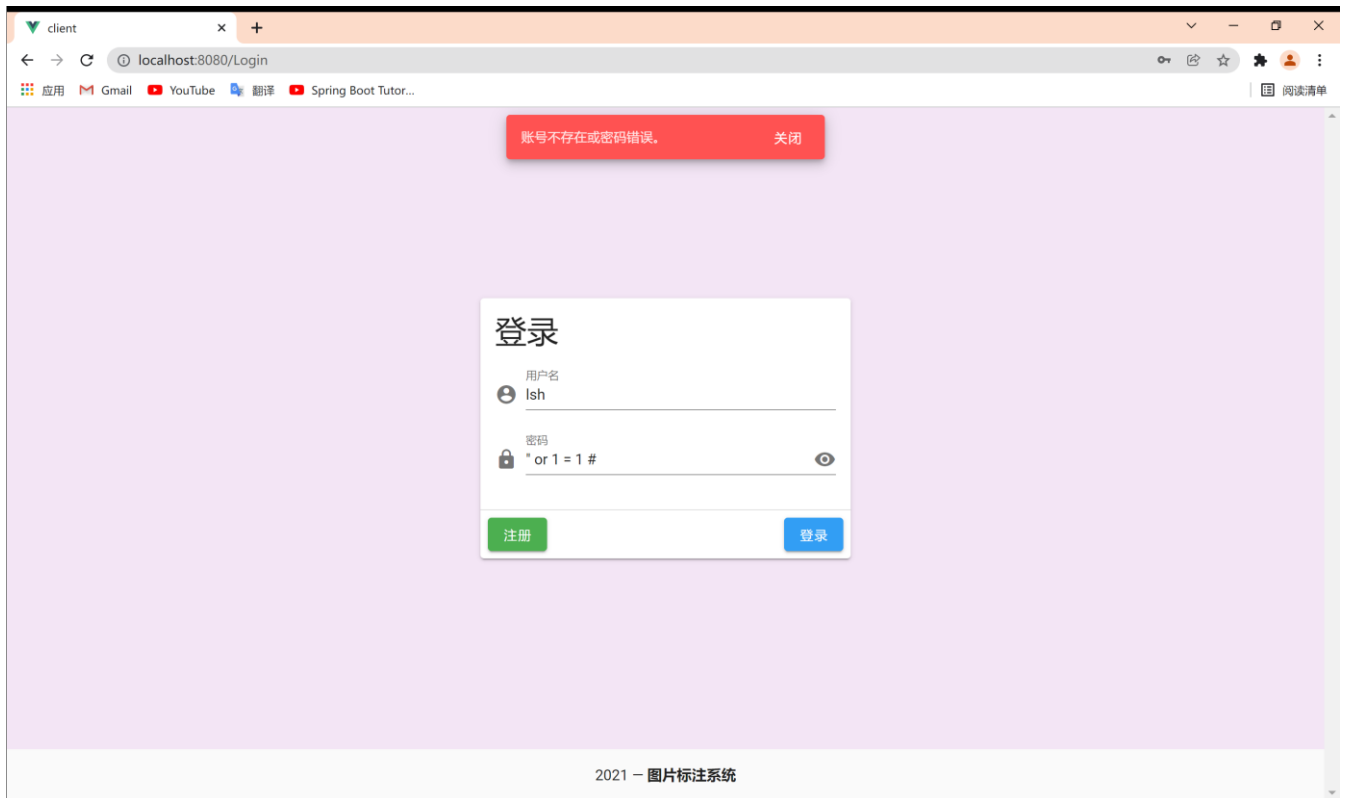 client
localhost:8080/Login
应用 Gmail YouTube 翻译 Spring Boot Tutor... 阅读清单
账号不存在或密码错误。 关闭
登录
用户名
lsh
密码
" or 1 = 1 #
注册 登录
2021 — 图片标注系统